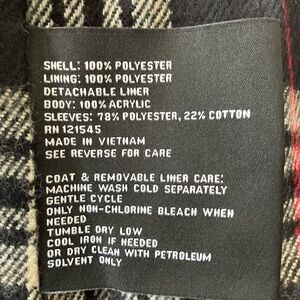 SHELL: 100% POLYESTER
LINING: 100% POLYESTER
DETACHABLE LINER
BODY: 100% ACRYLIC
SLEEVES: 78% POLYESTER, 22% COTTON
RN 121545
MADE IN VIETNAM
SEE REVERSE FOR CARE
COAT & REMOVABLE LINER CARE:
MACHINE WASH COLD SEPARATELY
GENTLE CYCLE
ONLY NON-CHLORINE BLEACH WHEN
NEEDED
TUMBLE DRY LOW
COOL IRON IF NEEDED
OR DRY CLEAN WITH PETROLEUM
SOLVENT ONLY